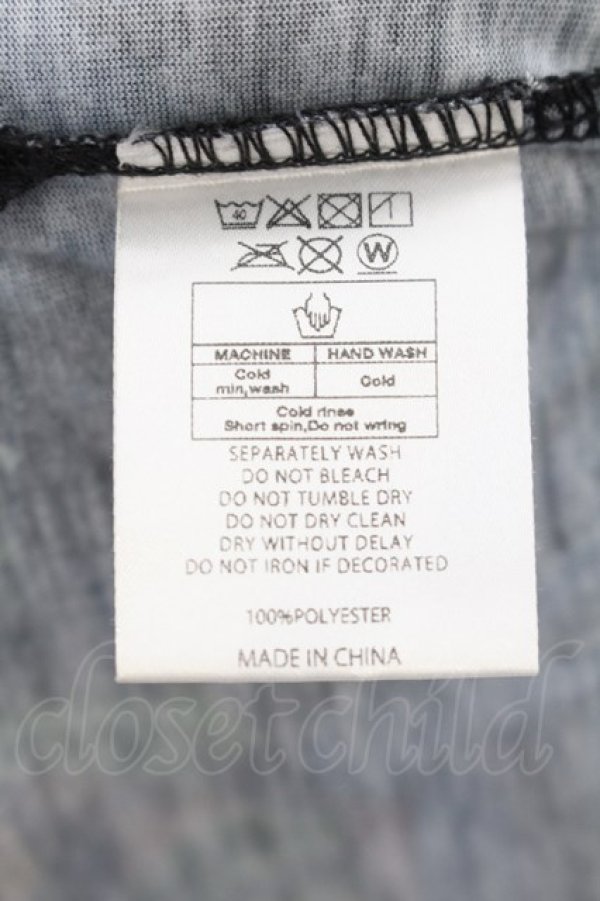 40
W
MACHINE HAND WASH
Cold
min,wash
Cold
Cold rinse
Short spin,Do not wring
SEPARATELY WASH
DO NOT BLEACH
DO NOT TUMBLE DRY
DO NOT DRY CLEAN
DRY WITHOUT DELAY
DO NOT IRON IF DECORATED
100%POLYESTER
MADE IN CHINA
closetchild